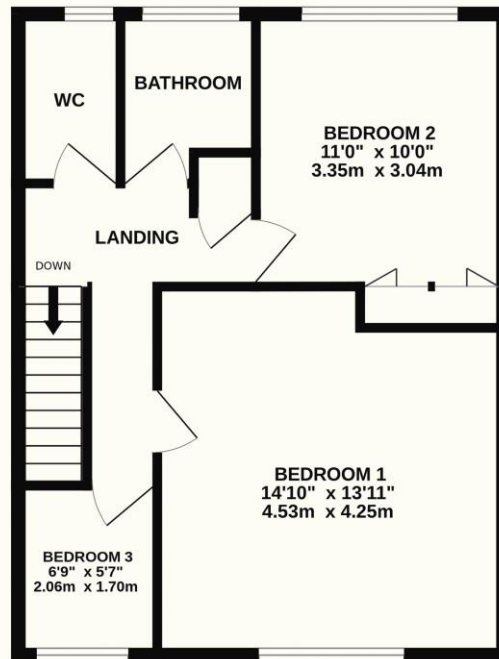 WC
BATHROOM
BEDROOM 2
11'0" x 10'0"
3.35m x 3.04m
LANDING
DOWN
BEDROOM 1
14'10" x 13'11"
4.53m x 4.25m
BEDROOM 3
6'9" x 5'7"
2.06m x 1.70m